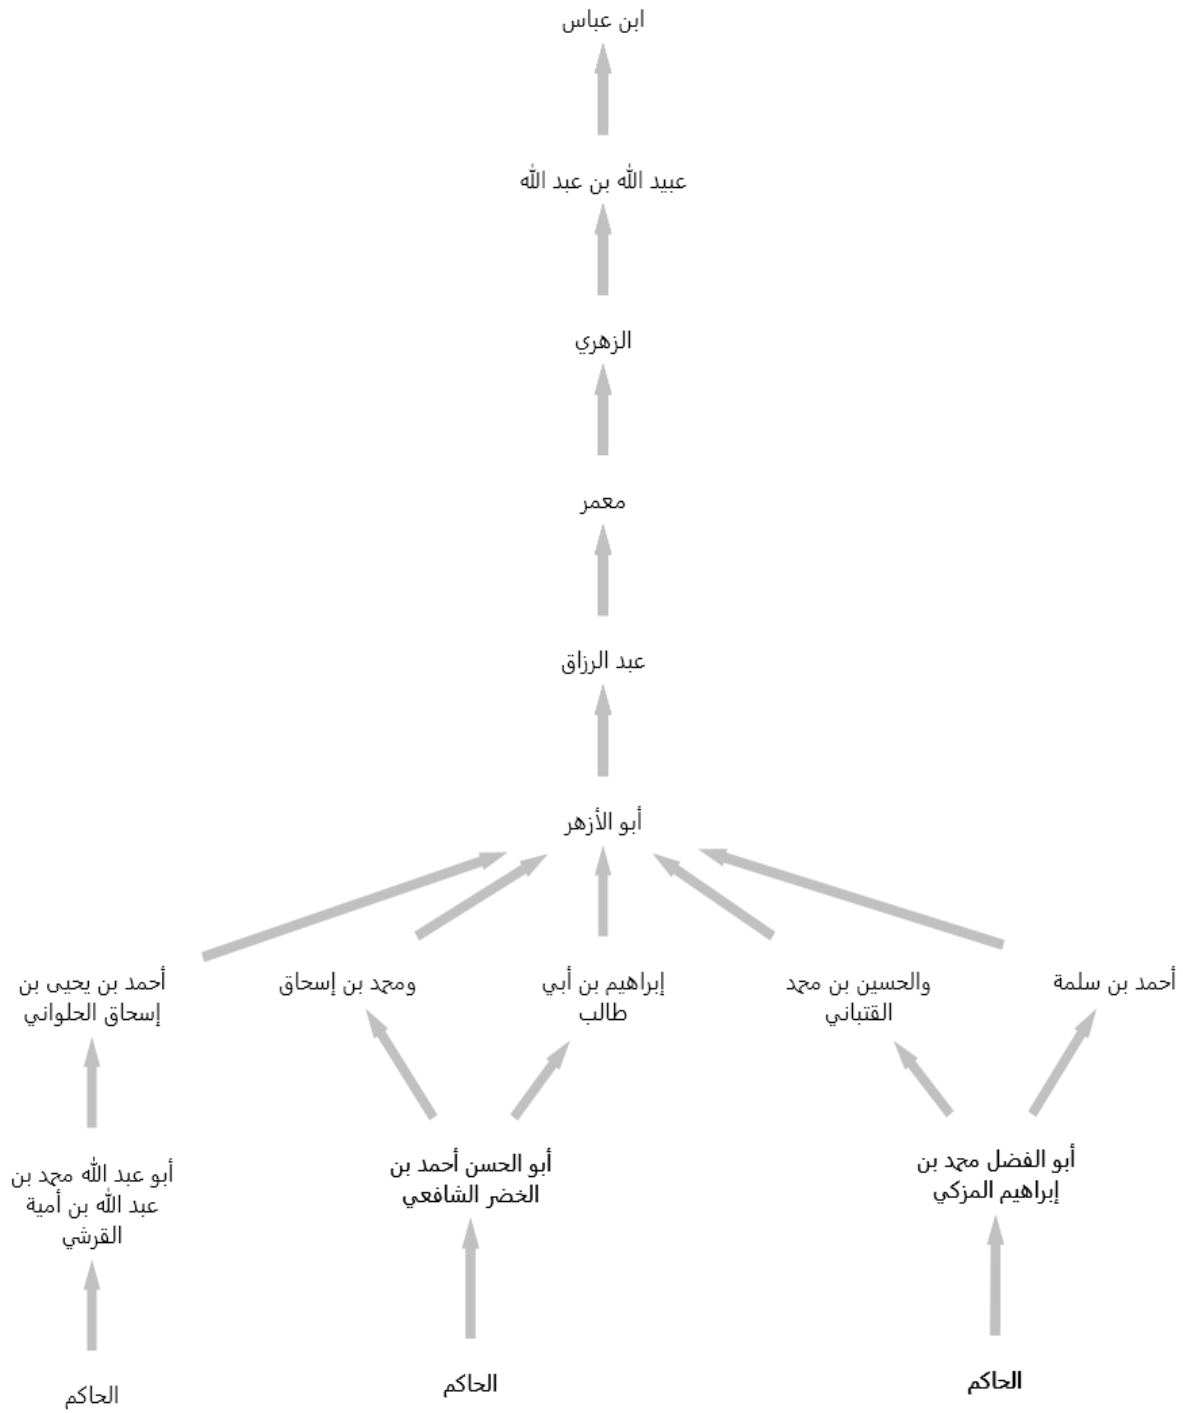 ابن عباس
عبيد الله بن عبد الله
الزهري
معمر
عبد الرزاق
أبو الأزهر
أحمد بن سلمة
والحسين بن محمد
القتباني
إبراهيم بن أبي
طالب
ومحمد بن إسحاق
أحمد بن يحيى بن
إسحاق الحلواني
أبو الفضل محمد بن
إبراهيم المزكي
أبو الحسن أحمد بن
الخضر الشافعي
أبو عبد الله محمد بن
عبد الله بن أمية
القرشي
الحاكم
الحاكم
الحاكم